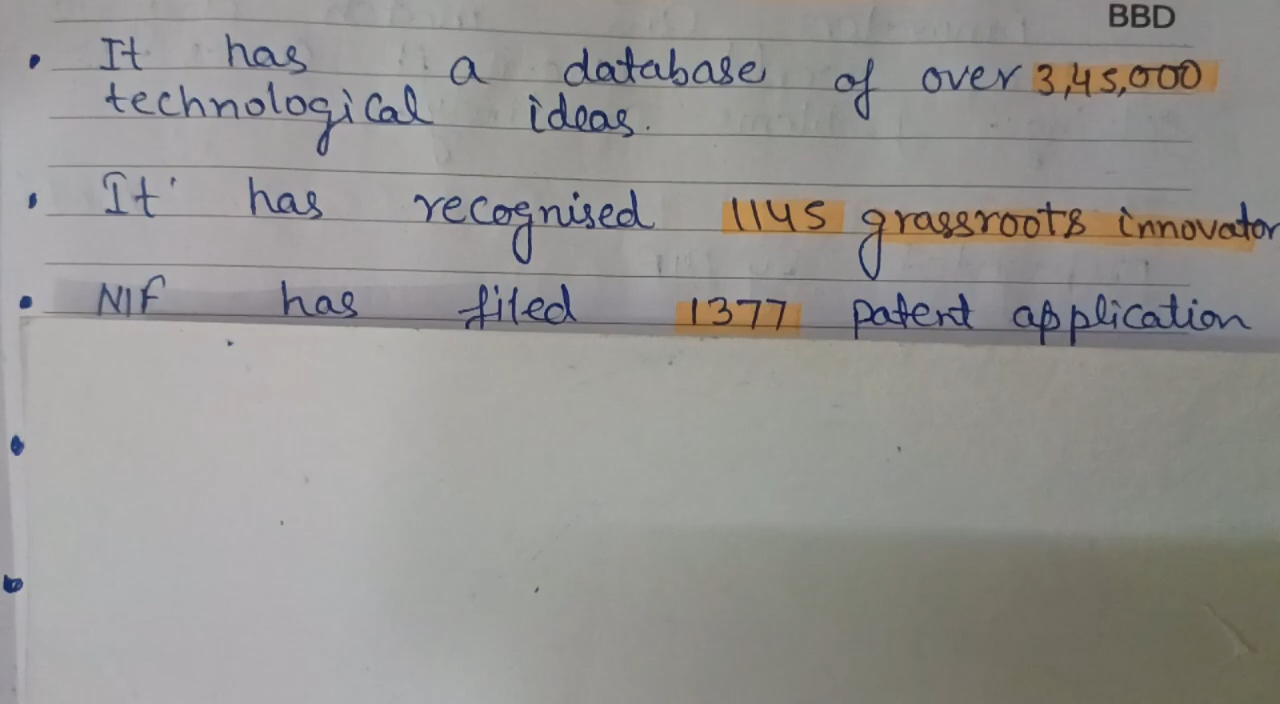 BBD
• It has a database of over 3,45,000
technological ideas.
• It has recognised 1145 grassroots innovator
• NIF has filed 1377 patent application